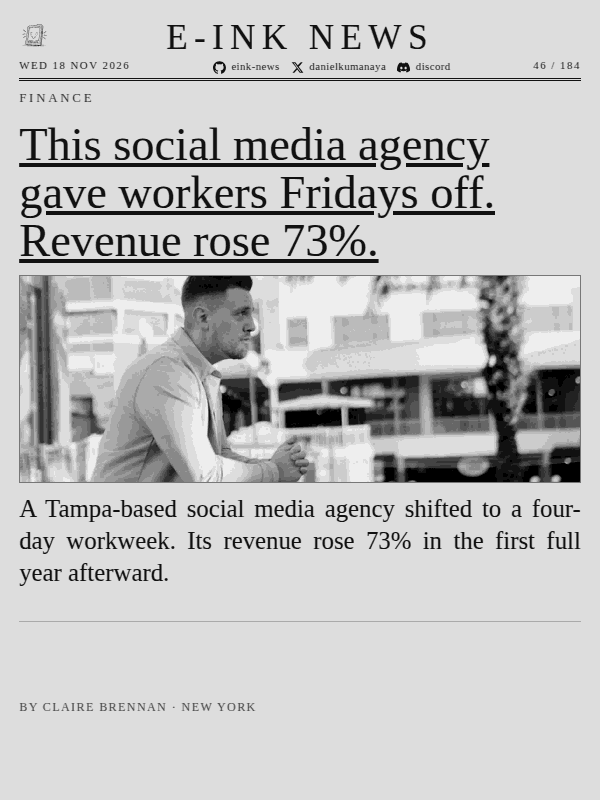 E-INK NEWS
WED 18 NOV 2026
eink-news danielkumanaya discord
46 / 184
FINANCE
This social media agency
gave workers Fridays off.
Revenue rose 73%.
A Tampa-based social media agency shifted to a four-
day workweek. Its revenue rose 73% in the first full
year afterward.
BY CLAIRE BRENNAN · NEW YORK